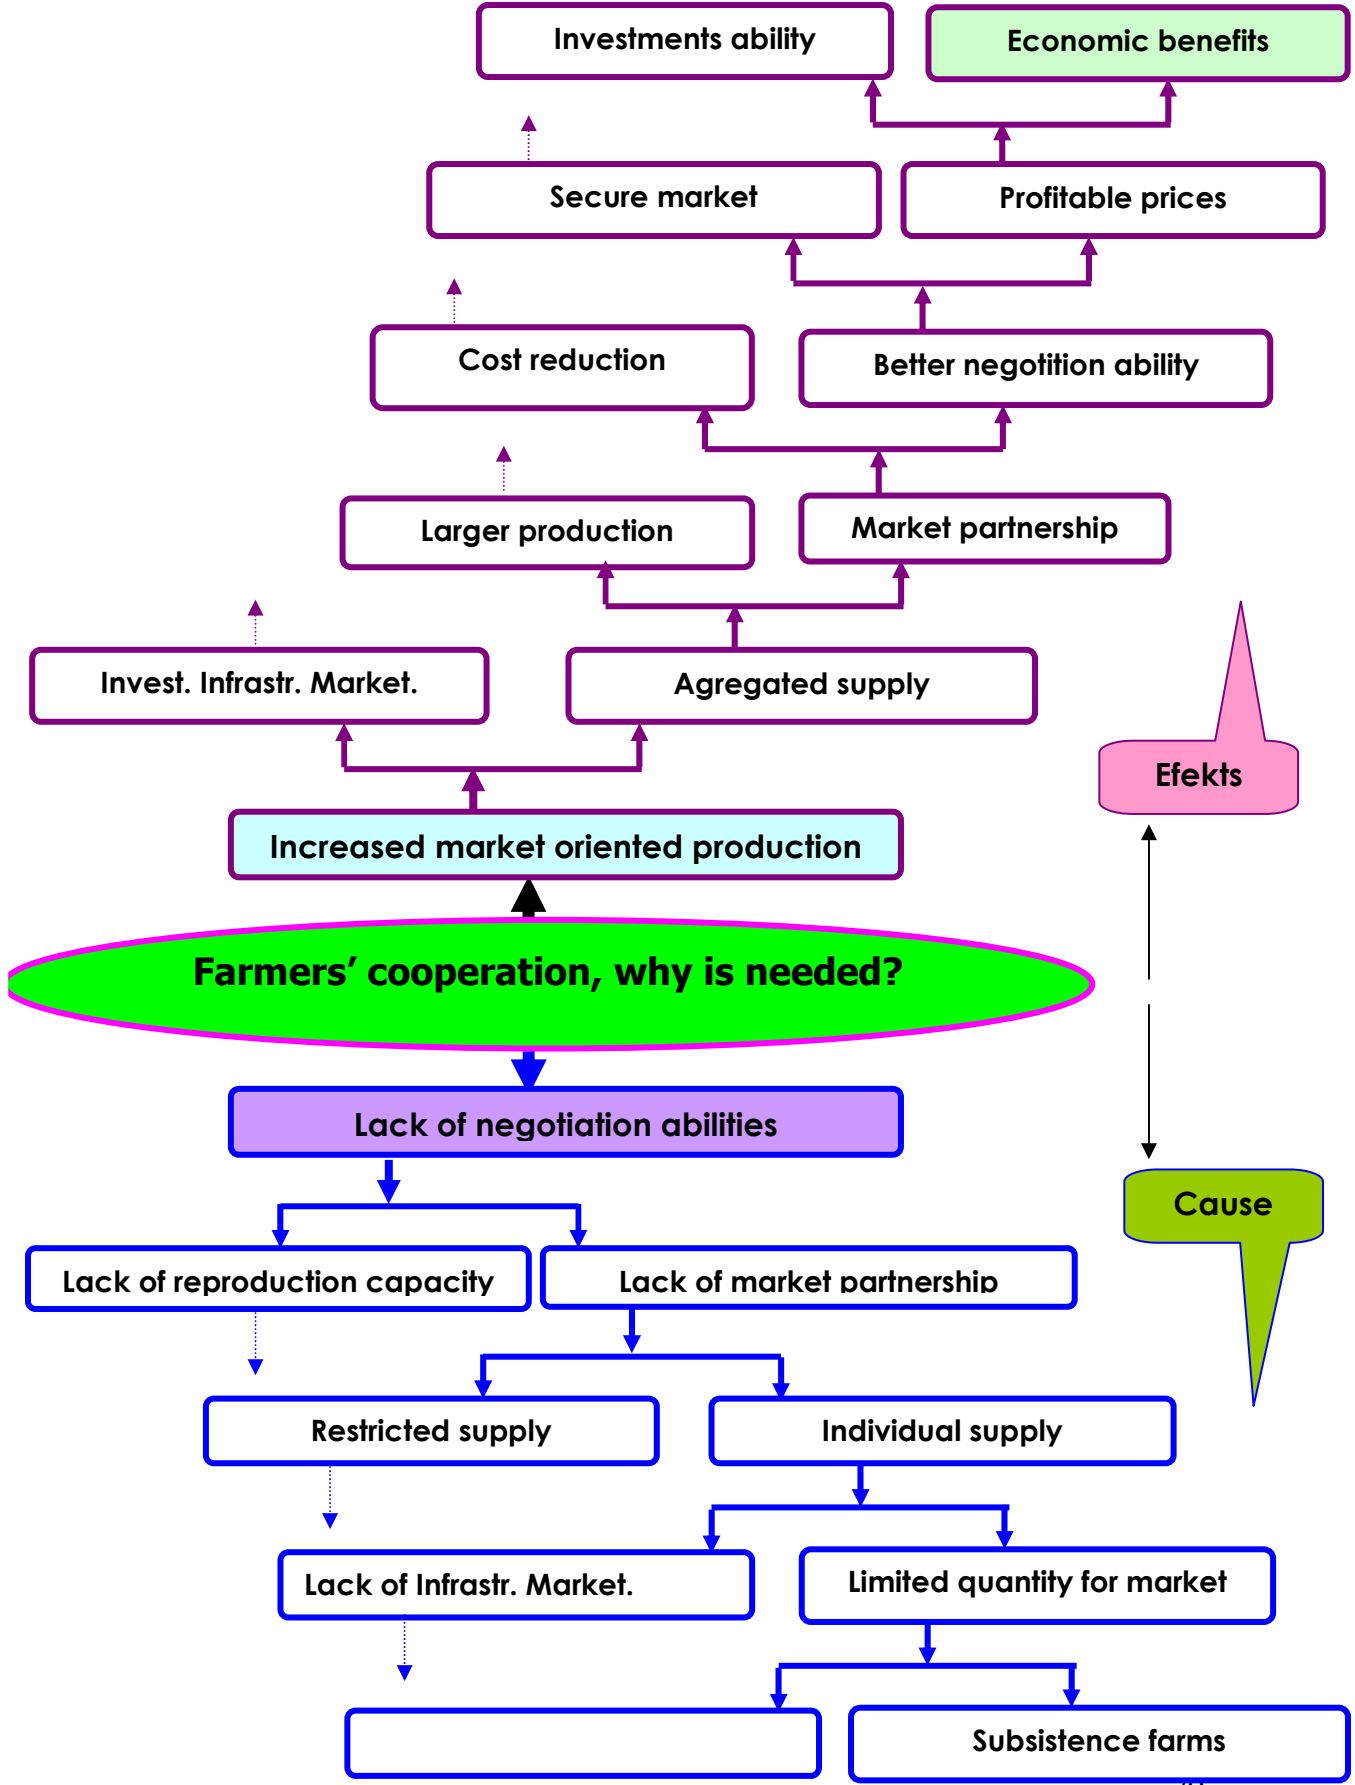 Investments ability
Economic benefits
Secure market
Profitable prices
Cost reduction
Better negotition ability
Larger production
Market partnership
Invest. Infrastr. Market.
Agregated supply
Efekts
Increased market oriented production
Farmers’ cooperation, why is needed?
Lack of negotiation abilities
Cause
Lack of reproduction capacity
Lack of market partnership
Restricted supply
Individual supply
Lack of Infrastr. Market.
Limited quantity for market
Subsistence farms